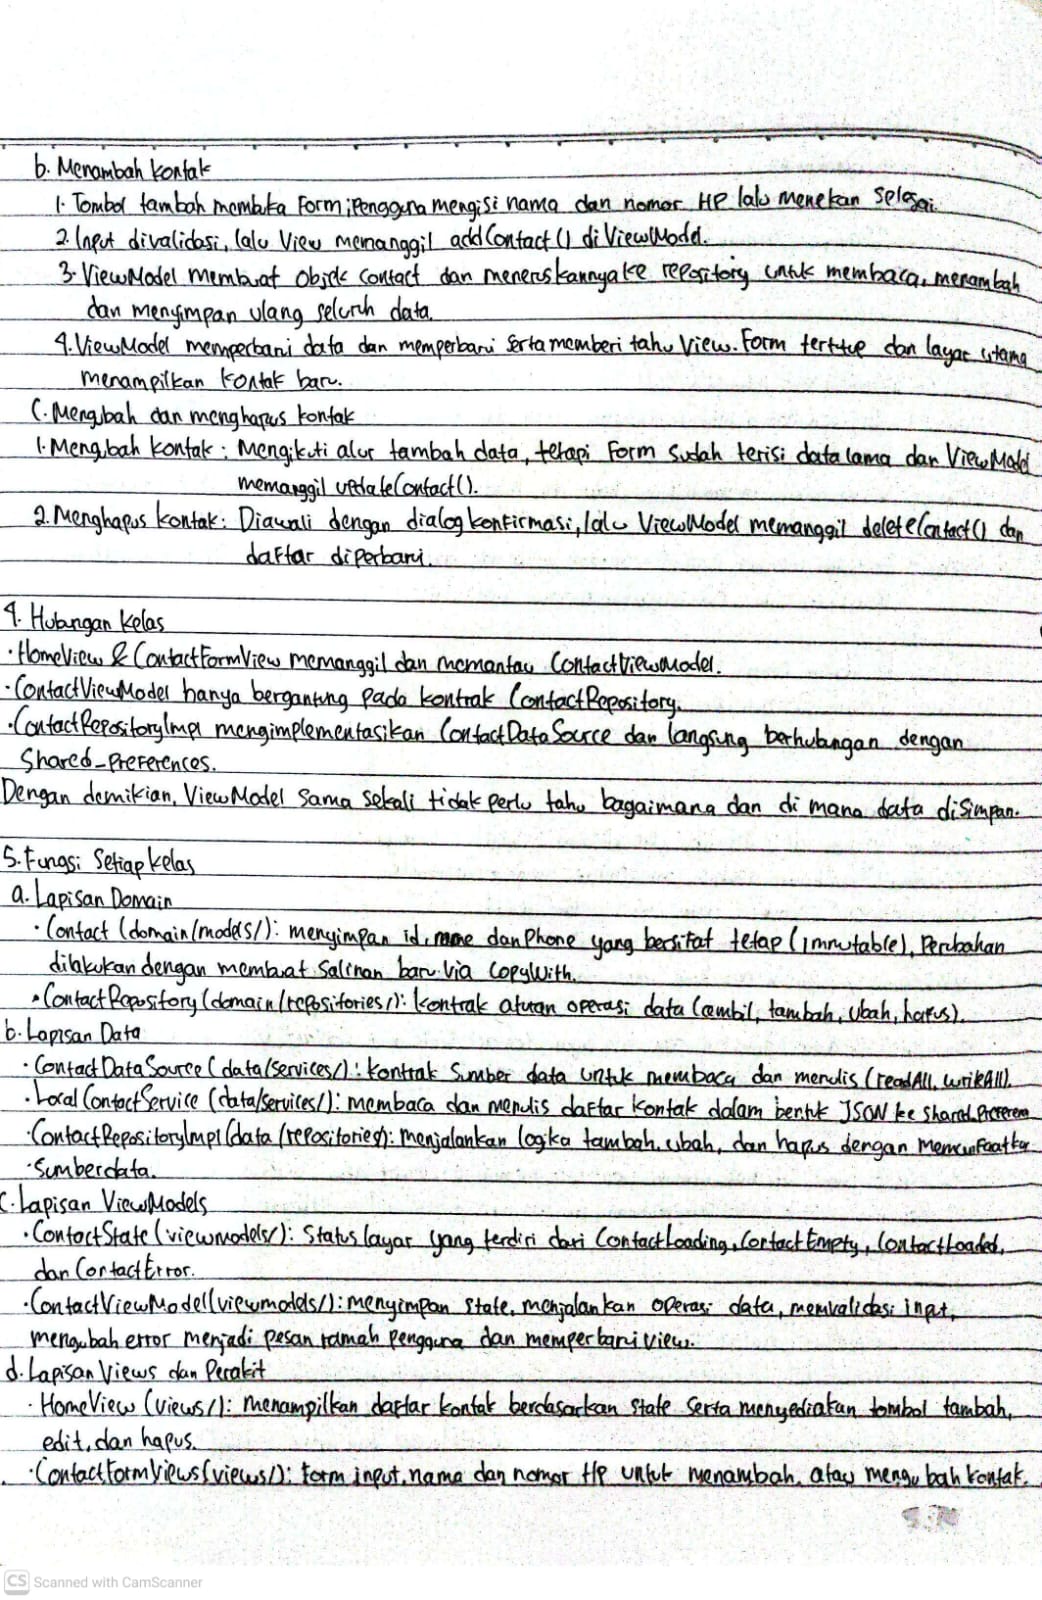 b. Menambah kontak
1. Tombol tambah membuka Form; Pengguna mengisi nama dan nomor HP lalu menekan selesai.
2. Input divalidasi, lalu View memanggil addContact() di ViewModel.
3. ViewModel membuat Objek Contact dan meneruskannya ke repository untuk membaca, menambah
dan menyimpan ulang seluruh data.
4. ViewModel memperbarui data dan memperbarui serta memberi tahu View. Form tertutup dan layar utama
menampilkan kontak baru.
C. Mengubah dan menghapus kontak
1. Mengubah kontak : Mengikuti alur tambah data, tetapi Form sudah terisi data lama dan ViewModel
memanggil updateContact().
2. Menghapus kontak : Diawali dengan dialog konfirmasi, lalu ViewModel memanggil deleteContact() dan
daftar diperbarui.
4. Hubungan Kelas
· HomeView & ContactFormView memanggil dan memantau ContactViewModel.
· ContactViewModel hanya bergantung pada kontrak ContactRepository.
· ContactRepositoryImpl mengimplementasikan ContactDataSource dan langsung berhubungan dengan
Shared_Preferences.
Dengan demikian, ViewModel sama sekali tidak perlu tahu bagaimana dan di mana data disimpan.
5. Fungsi Setiap Kelas
a. Lapisan Domain
· Contact (domain/models/): menyimpan id, name dan Phone yang bersifat tetap (immutable), Perubahan
dilakukan dengan membuat Salinan baru via CopyWith.
· ContactRepository (domain/repositories/): kontrak aturan operasi data (ambil, tambah, ubah, hapus).
b. Lapisan Data
· ContactDataSource (data/services/): kontrak Sumber data untuk membaca dan menulis (readAll, writeAll).
· Local ContactService (data/services/): membaca dan menulis daftar kontak dalam bentuk JSON ke shared_Preferens
· ContactRepositoryImpl (data/repositories): menjalankan logika tambah, ubah, dan hapus dengan memanfaatkan
· Sumber data.
C. Lapisan ViewModels
· ContactState (viewmodels/): Status layar yang terdiri dari ContactLoading, ContactEmpty, ContactLoaded,
dan ContactError.
· ContactViewModel (viewmodels/): menyimpan state, menjalankan operasi data, memvalidasi input,
mengubah error menjadi pesan ramah pengguna dan memperbarui view.
d. Lapisan Views dan Perakit
· HomeView (views/): menampilkan daftar kontak berdasarkan state serta menyediakan tombol tambah,
edit, dan hapus.
· ContactFormViews (views/): form input, nama dan nomor Hp untuk menambah, atau mengubah kontak.
CS Scanned with CamScanner